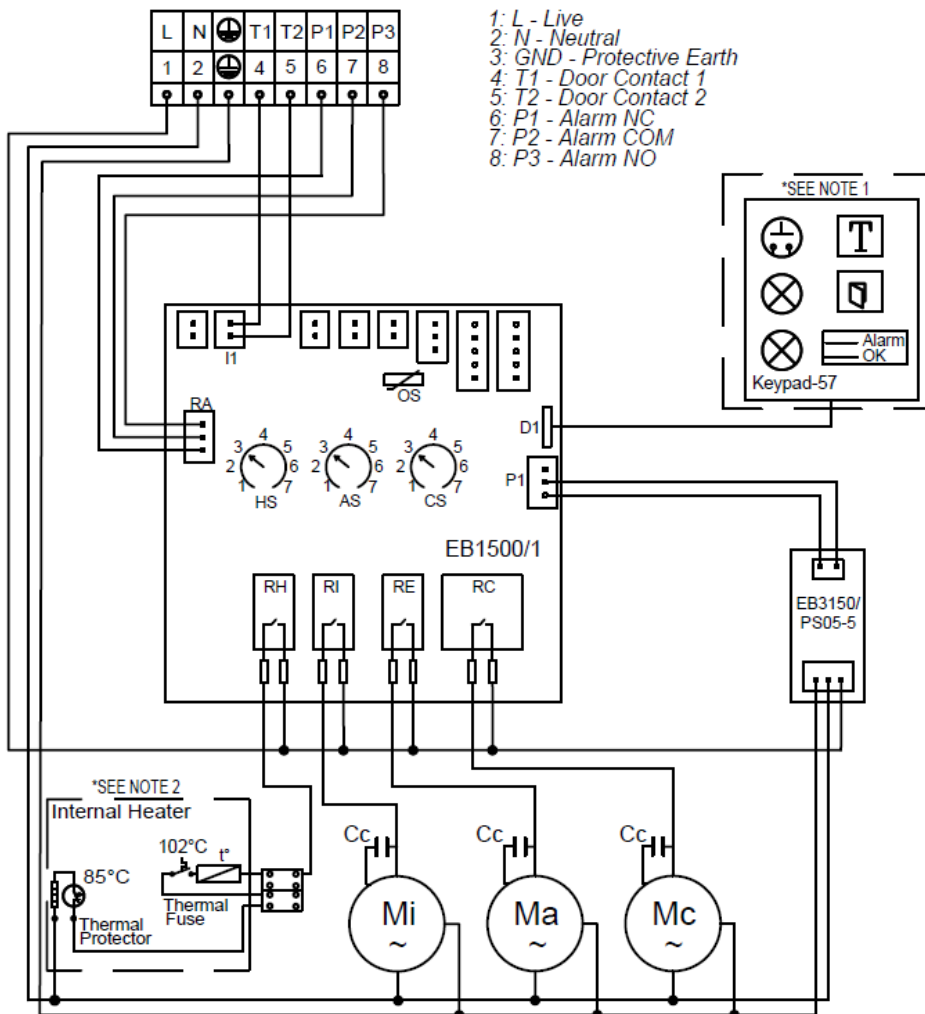 L N T1 T2 P1 P2 P3
1 2 4 5 6 7 8
1: L - Live
2: N - Neutral
3: GND - Protective Earth
4: T1 - Door Contact 1
5: T2 - Door Contact 2
6: P1 - Alarm NC
7: P2 - Alarm COM
8: P3 - Alarm NO
*SEE NOTE 1
T
Alarm
OK
Keypad-57
I1
OS
RA
D1
P1
1 2 3 4 5 6 7
HS
1 2 3 4 5 6 7
AS
1 2 3 4 5 6 7
CS
EB1500/1
EB3150/
PS05-5
RH RI RE RC
*SEE NOTE 2
Internal Heater
102°C t°
85°C
Thermal
Fuse
Thermal
Protector
Cc Cc Cc
Mi Ma Mc
~ ~ ~